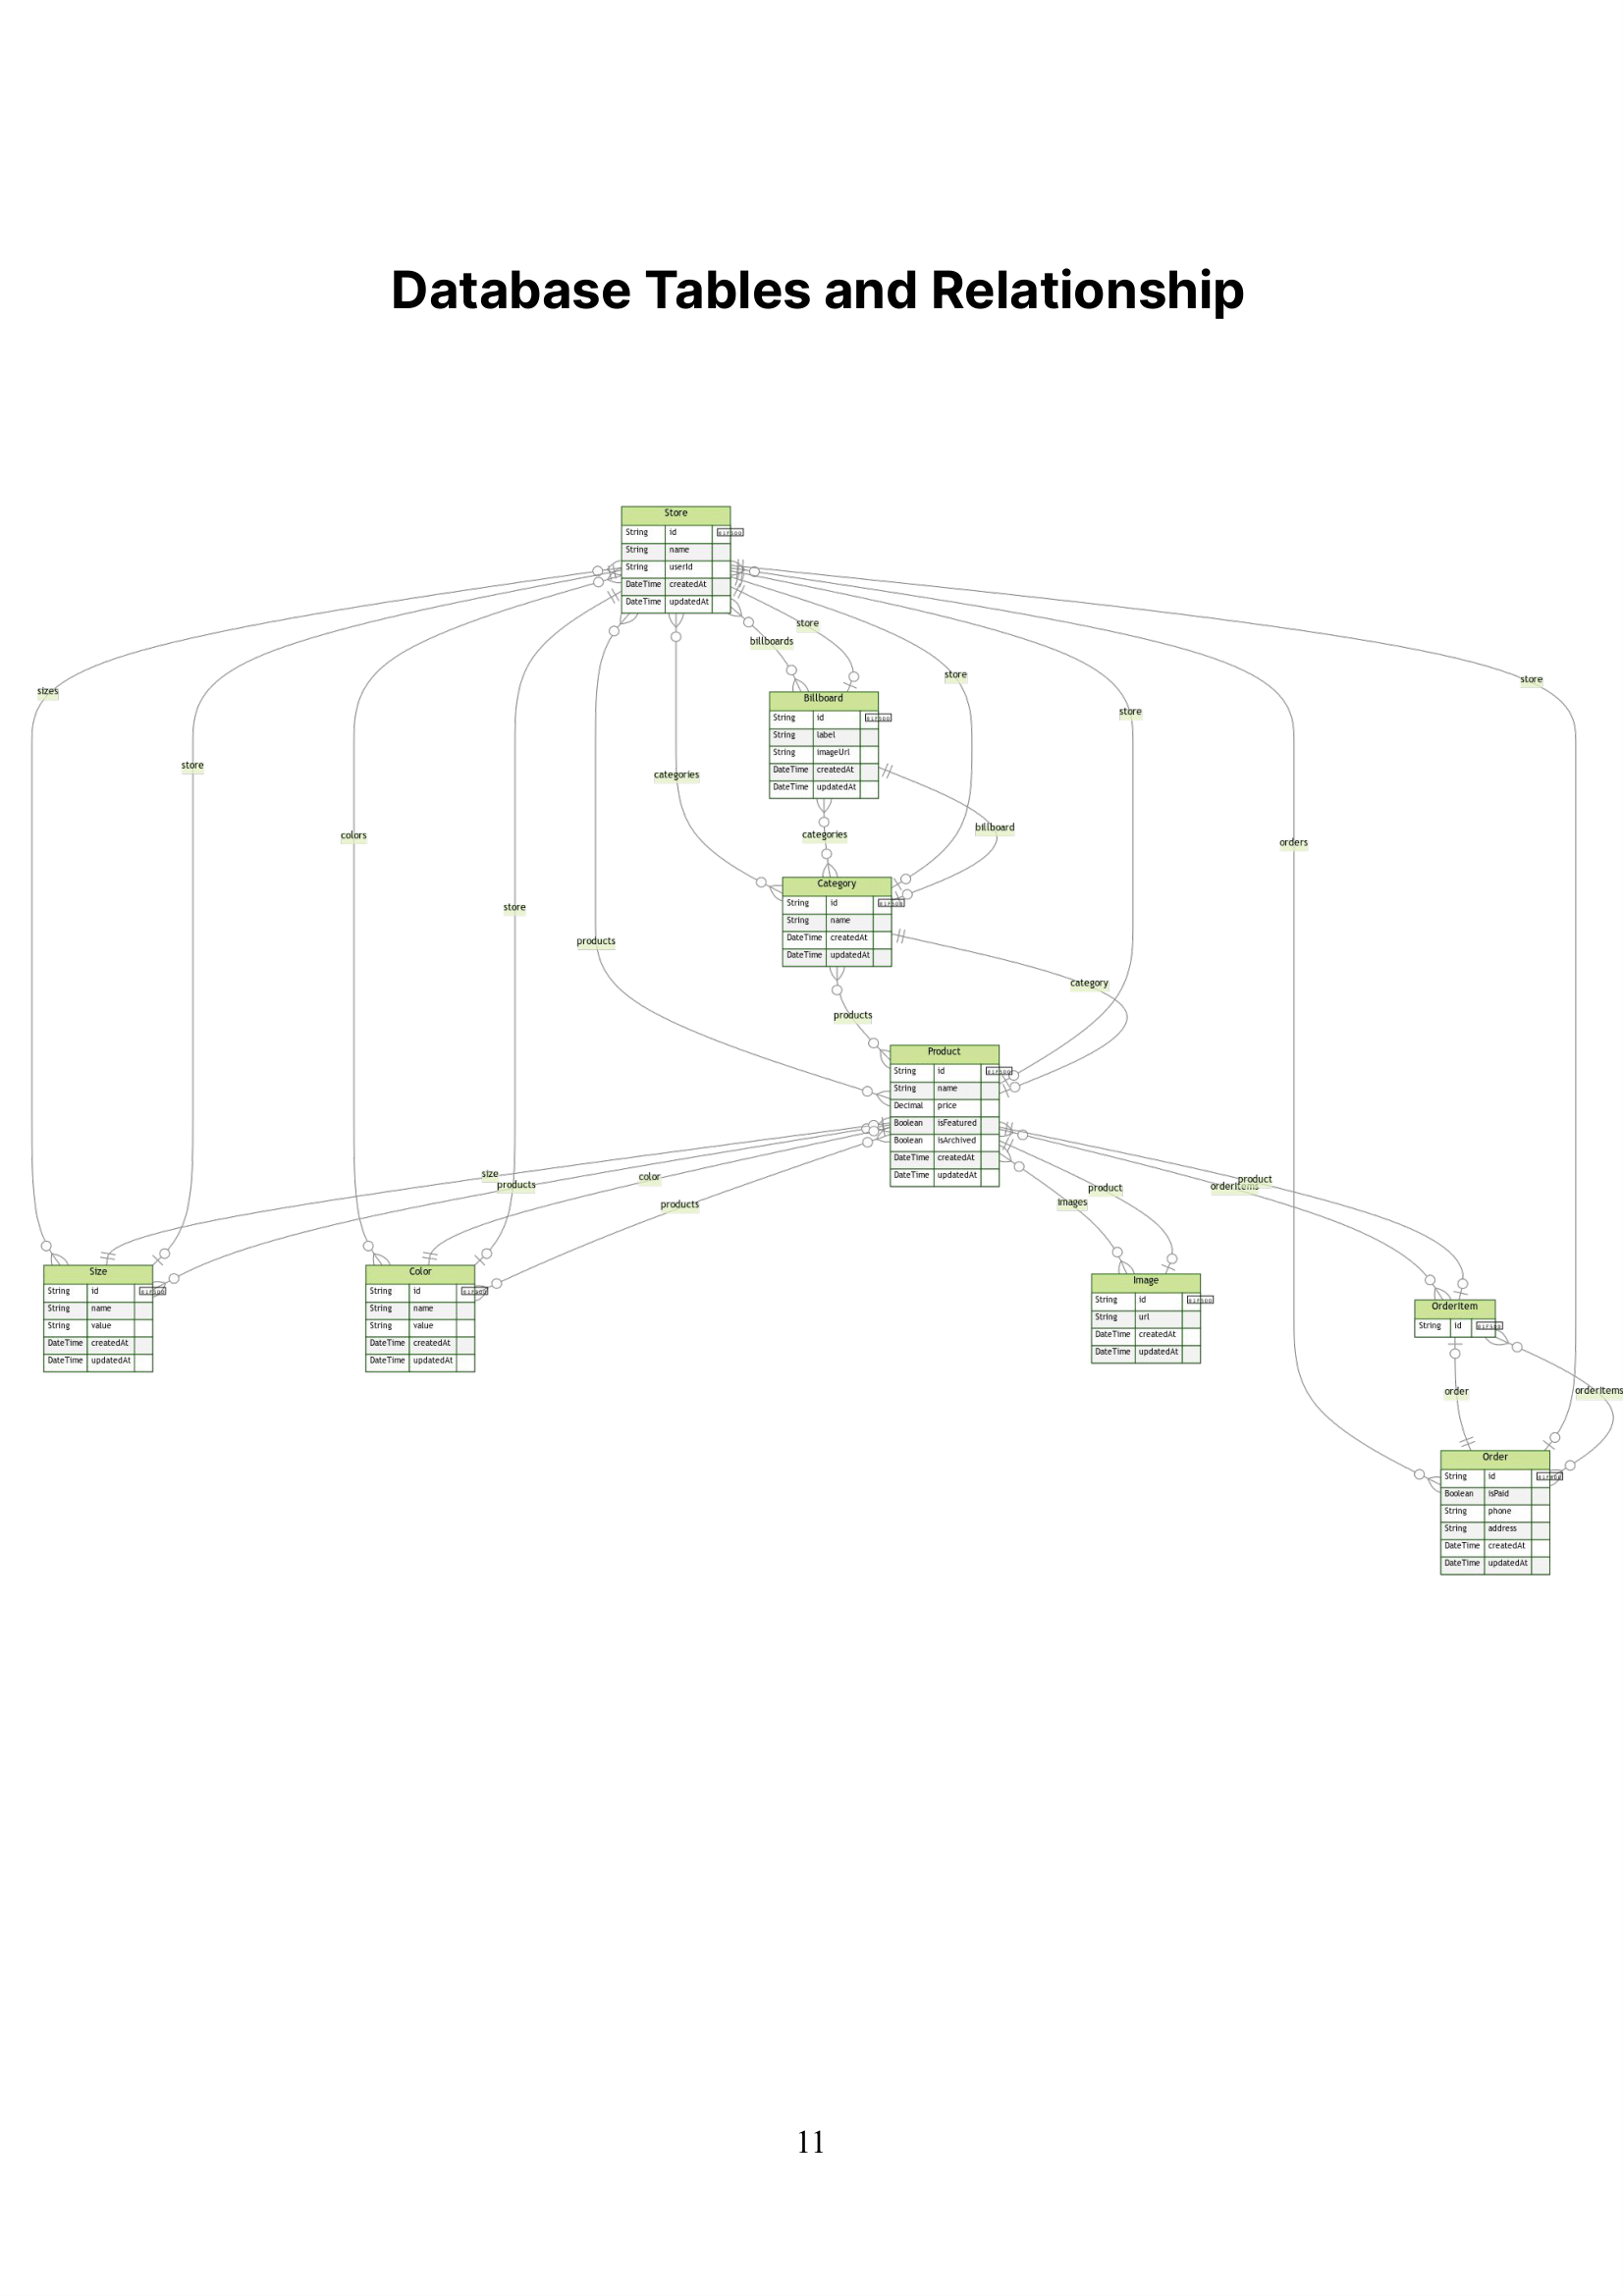 Database Tables and Relationship
Store
String id
String name
String userId
DateTime createdAt
DateTime updatedAt
store
billboards
store
store
sizes
Billboard
String id
String label
String imageUrl
DateTime createdAt
DateTime updatedAt
store
store
categories
billboard
categories
colors
orders
Category
String id
String name
DateTime createdAt
DateTime updatedAt
store
products
category
products
Product
String id
String name
Decimal price
Boolean isFeatured
Boolean isArchived
DateTime createdAt
DateTime updatedAt
size
products
color
products
product
images
orderItems
product
Size
String id
String name
String value
DateTime createdAt
DateTime updatedAt
Color
String id
String name
String value
DateTime createdAt
DateTime updatedAt
Image
String id
String url
DateTime createdAt
DateTime updatedAt
OrderItem
String id
order
orderItems
Order
String id
Boolean isPaid
String phone
String address
DateTime createdAt
DateTime updatedAt
11